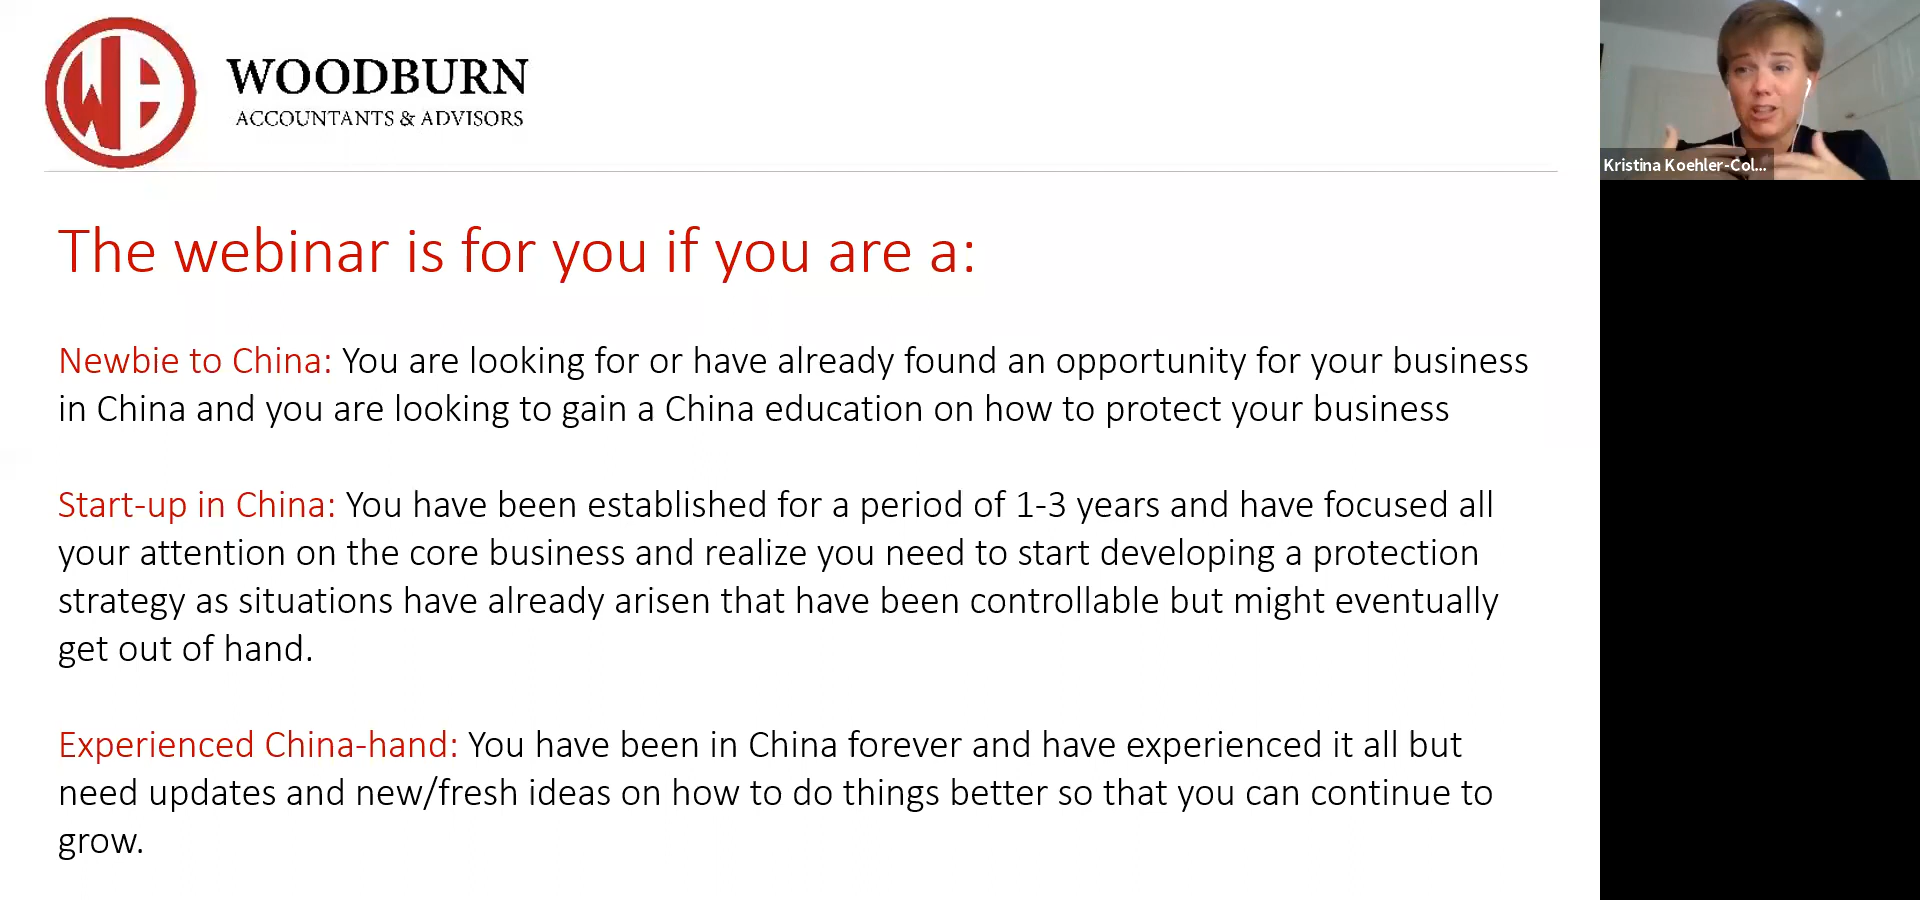 WOODBURN
ACCOUNTANTS & ADVISORS
Kristina Koehler-Col...
The webinar is for you if you are a:
Newbie to China: You are looking for or have already found an opportunity for your business
in China and you are looking to gain a China education on how to protect your business
Start-up in China: You have been established for a period of 1-3 years and have focused all
your attention on the core business and realize you need to start developing a protection
strategy as situations have already arisen that have been controllable but might eventually
get out of hand.
Experienced China-hand: You have been in China forever and have experienced it all but
need updates and new/fresh ideas on how to do things better so that you can continue to
grow.